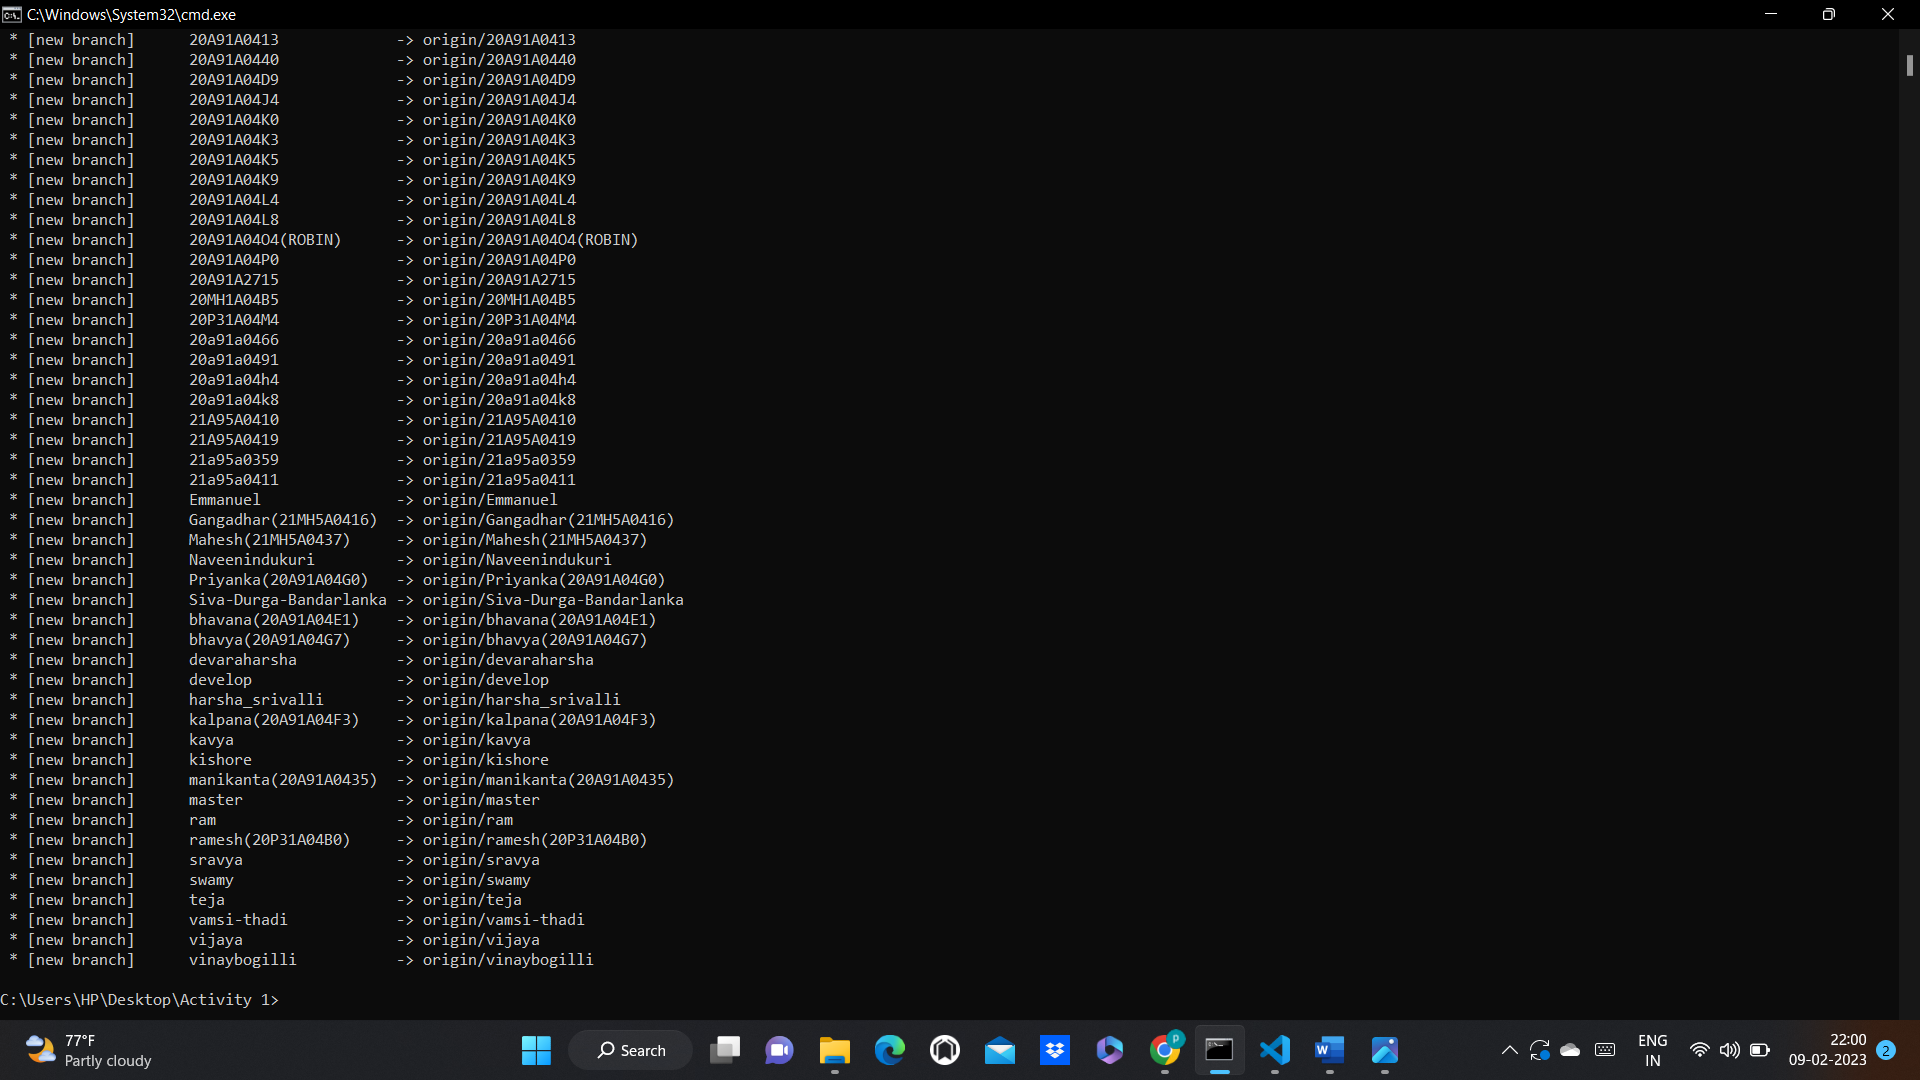 C:\Windows\System32\cmd.exe
* [new branch]      20A91A0413             -> origin/20A91A0413
* [new branch]      20A91A0440             -> origin/20A91A0440
* [new branch]      20A91A04D9             -> origin/20A91A04D9
* [new branch]      20A91A04J4             -> origin/20A91A04J4
* [new branch]      20A91A04K0             -> origin/20A91A04K0
* [new branch]      20A91A04K3             -> origin/20A91A04K3
* [new branch]      20A91A04K5             -> origin/20A91A04K5
* [new branch]      20A91A04K9             -> origin/20A91A04K9
* [new branch]      20A91A04L4             -> origin/20A91A04L4
* [new branch]      20A91A04L8             -> origin/20A91A04L8
* [new branch]      20A91A04O4(ROBIN)      -> origin/20A91A04O4(ROBIN)
* [new branch]      20A91A04P0             -> origin/20A91A04P0
* [new branch]      20A91A2715             -> origin/20A91A2715
* [new branch]      20MH1A04B5             -> origin/20MH1A04B5
* [new branch]      20P31A04M4             -> origin/20P31A04M4
* [new branch]      20a91a0466             -> origin/20a91a0466
* [new branch]      20a91a0491             -> origin/20a91a0491
* [new branch]      20a91a04h4             -> origin/20a91a04h4
* [new branch]      20a91a04k8             -> origin/20a91a04k8
* [new branch]      21A95A0410             -> origin/21A95A0410
* [new branch]      21A95A0419             -> origin/21A95A0419
* [new branch]      21a95a0359             -> origin/21a95a0359
* [new branch]      21a95a0411             -> origin/21a95a0411
* [new branch]      Emmanuel               -> origin/Emmanuel
* [new branch]      Gangadhar(21MH5A0416)  -> origin/Gangadhar(21MH5A0416)
* [new branch]      Mahesh(21MH5A0437)     -> origin/Mahesh(21MH5A0437)
* [new branch]      Naveenindukuri         -> origin/Naveenindukuri
* [new branch]      Priyanka(20A91A04G0)   -> origin/Priyanka(20A91A04G0)
* [new branch]      Siva-Durga-Bandarlanka -> origin/Siva-Durga-Bandarlanka
* [new branch]      bhavana(20A91A04E1)    -> origin/bhavana(20A91A04E1)
* [new branch]      bhavya(20A91A04G7)     -> origin/bhavya(20A91A04G7)
* [new branch]      devaraharsha           -> origin/devaraharsha
* [new branch]      develop                -> origin/develop
* [new branch]      harsha_srivalli        -> origin/harsha_srivalli
* [new branch]      kalpana(20A91A04F3)    -> origin/kalpana(20A91A04F3)
* [new branch]      kavya                  -> origin/kavya
* [new branch]      kishore                -> origin/kishore
* [new branch]      manikanta(20A91A0435)  -> origin/manikanta(20A91A0435)
* [new branch]      master                 -> origin/master
* [new branch]      ram                    -> origin/ram
* [new branch]      ramesh(20P31A04B0)     -> origin/ramesh(20P31A04B0)
* [new branch]      sravya                 -> origin/sravya
* [new branch]      swamy                  -> origin/swamy
* [new branch]      teja                   -> origin/teja
* [new branch]      vamsi-thadi            -> origin/vamsi-thadi
* [new branch]      vijaya                 -> origin/vijaya
* [new branch]      vinaybogilli           -> origin/vinaybogilli
C:\Users\HP\Desktop\Activity 1>
77°F
Partly cloudy
Search
ENG
IN
22:00
09-02-2023
2